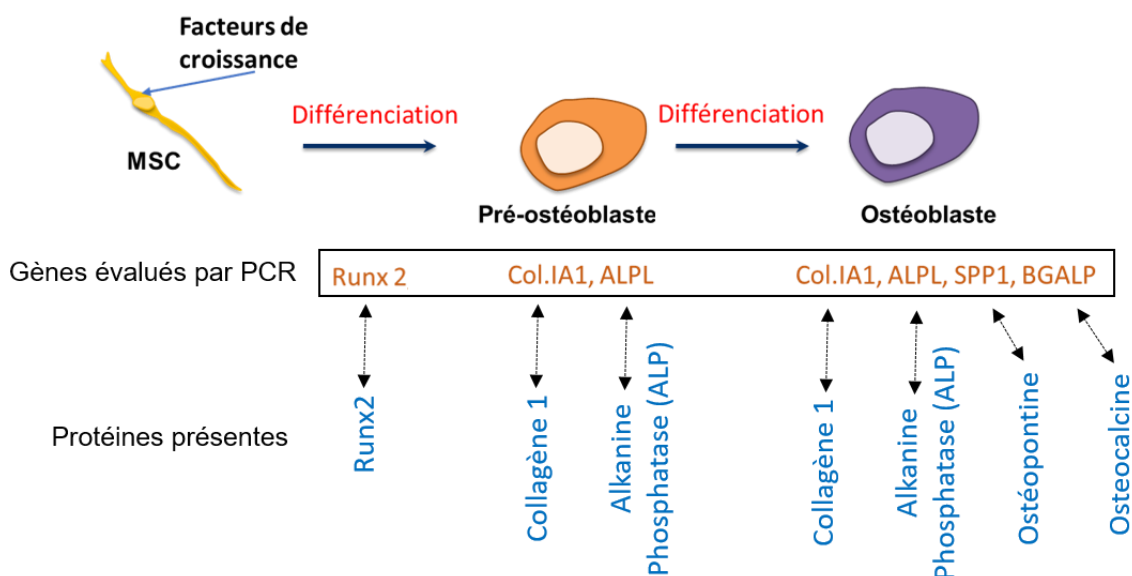 Facteurs de
croissance
Différenciation
Différenciation
MSC
Pré-ostéoblaste
Ostéoblaste
Gènes évalués par PCR
Runx 2
Col.IA1, ALPL
Col.IA1, ALPL, SPP1, BGALP
Protéines présentes
Runx2
Collagène 1
Alkanine
Phosphatase (ALP)
Collagène 1
Alkanine
Phosphatase (ALP)
Ostéopontine
Osteocalcine